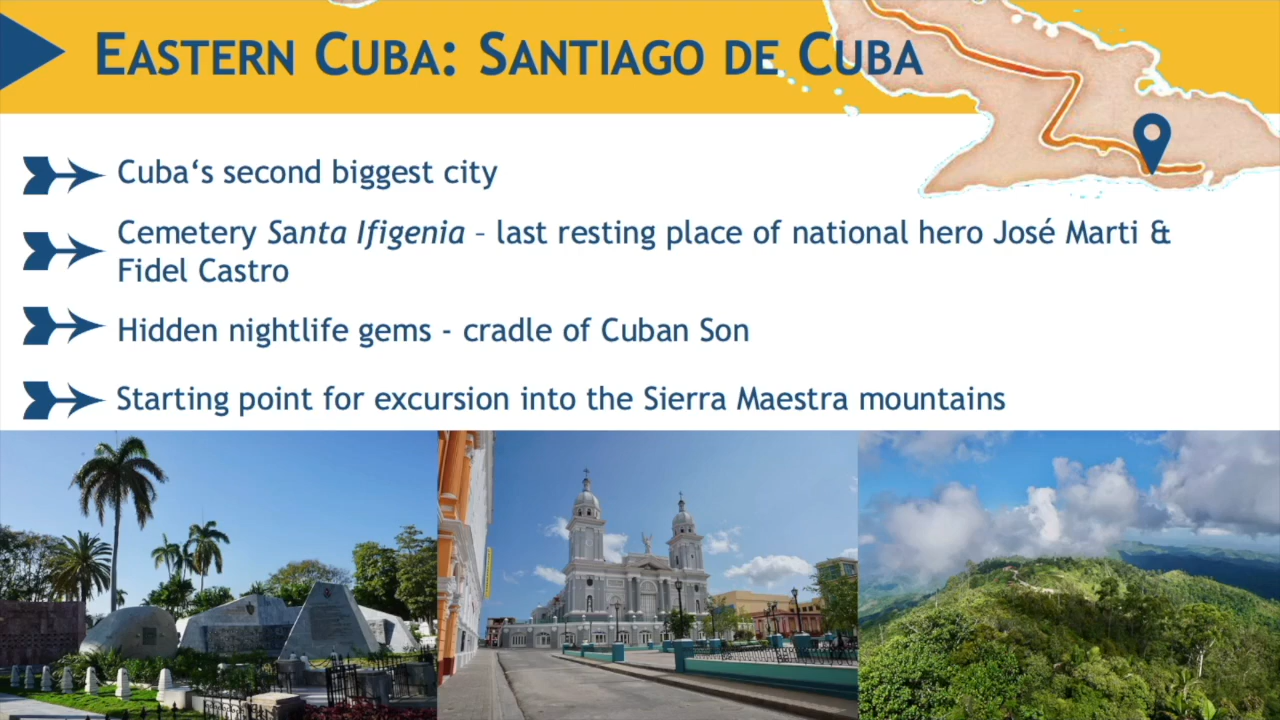 Eastern Cuba: Santiago de Cuba
Cuba‘s second biggest city
Cemetery Santa Ifigenia – last resting place of national hero José Marti &
Fidel Castro
Hidden nightlife gems - cradle of Cuban Son
Starting point for excursion into the Sierra Maestra mountains